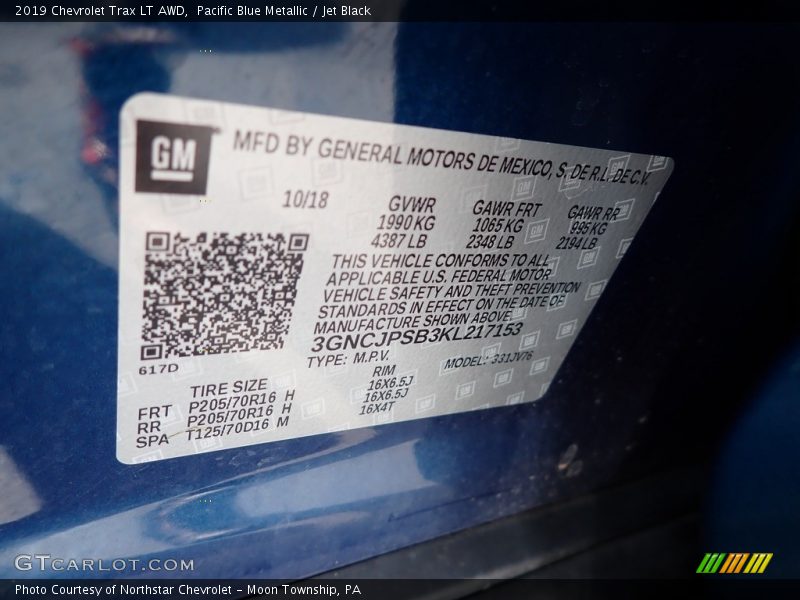 2019 Chevrolet Trax LT AWD,  Pacific Blue Metallic / Jet Black
GM
MFD BY GENERAL MOTORS DE MEXICO, S. DE R.L. DE C.V.
10/18
GVWR
1990 KG
4387 LB
GAWR FRT
1065 KG
2348 LB
GAWR RR
995 KG
2194 LB
THIS VEHICLE CONFORMS TO ALL
APPLICABLE U.S. FEDERAL MOTOR
VEHICLE SAFETY AND THEFT PREVENTION
STANDARDS IN EFFECT ON THE DATE OF
MANUFACTURE SHOWN ABOVE.
3GNCJPSB3KL217153
TYPE: M.P.V.
MODEL: 331JV76
617D
TIRE SIZE
RIM
FRT P205/70R16 H 16X6.5J
RR P205/70R16 H 16X6.5J
SPA T125/70D16 M 16X4T
GTCARLOT.COM
Photo Courtesy of Northstar Chevrolet - Moon Township, PA